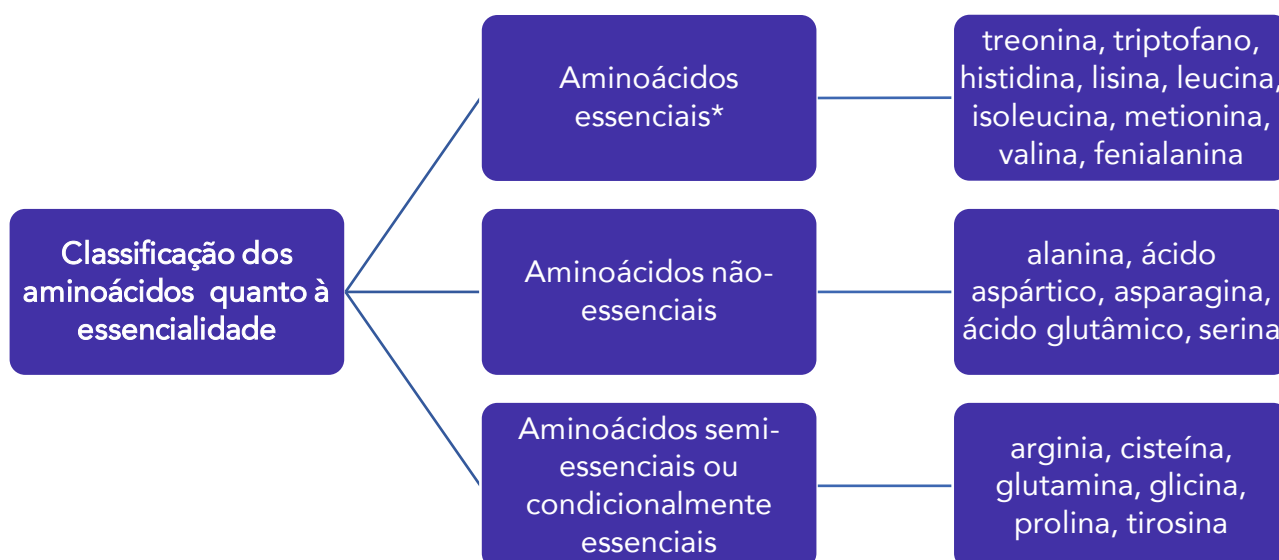 Classificação dos
aminoácidos quanto à
essencialidade
Aminoácidos
essenciais*
treonina, triptofano,
histidina, lisina, leucina,
isoleucina, metionina,
valina, fenialanina
Aminoácidos não-
essenciais
alanina, ácido
aspártico, asparagina,
ácido glutâmico, serina
Aminoácidos semi-
essenciais ou
condicionalmente
essenciais
arginia, cisteína,
glutamina, glicina,
prolina, tirosina